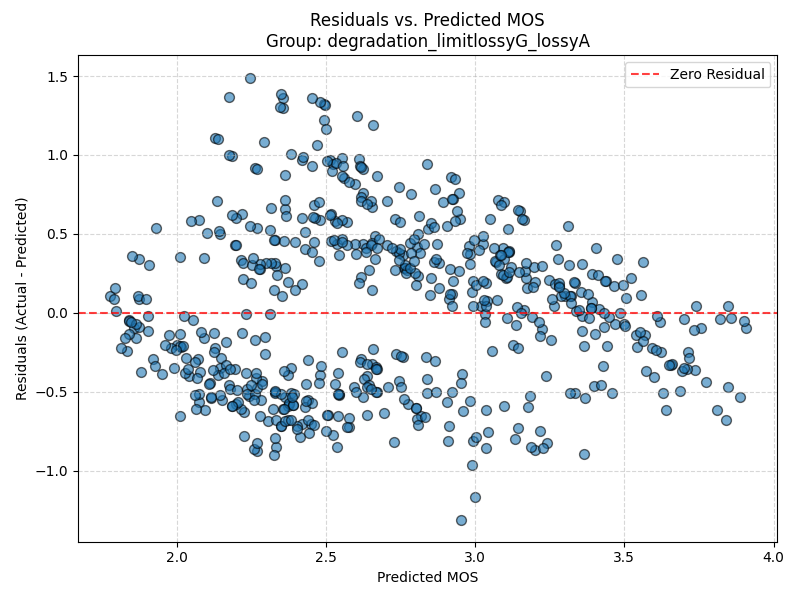 Residuals vs. Predicted MOS
Group: degradation_limitlossyG_lossyA
Zero Residual
1.5
1.0
0.5
0.0
−0.5
−1.0
Residuals (Actual - Predicted)
2.0
2.5
3.0
3.5
4.0
Predicted MOS